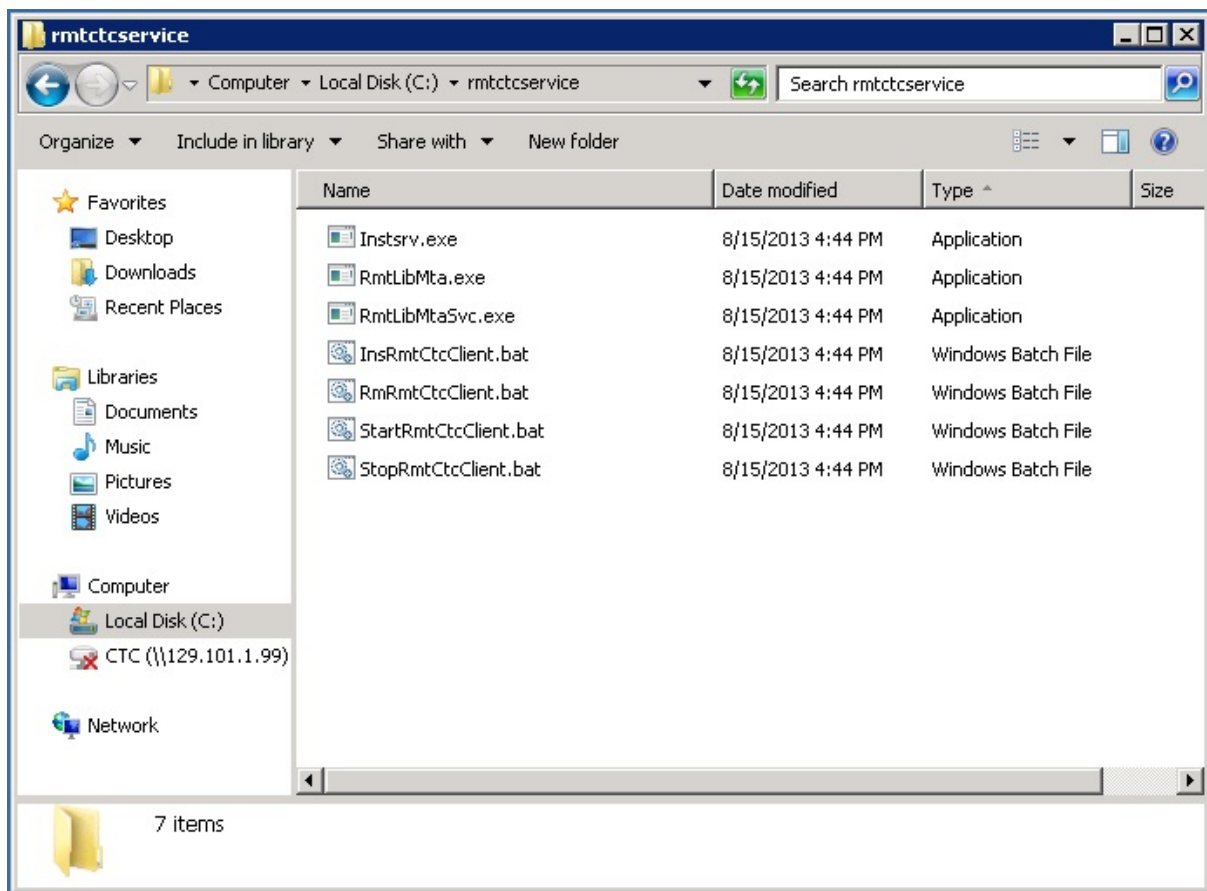 rmtctcservice
Computer Local Disk (C:) rmtctcservice Search rmtctcservice
Organize Include in library Share with New folder
Favorites
Desktop
Downloads
Recent Places
Libraries
Documents
Music
Pictures
Videos
Computer
Local Disk (C:)
CTC (\\129.101.1.99)
Network
Name Date modified Type Size
Instsrv.exe 8/15/2013 4:44 PM Application
RmtLibMta.exe 8/15/2013 4:44 PM Application
RmtLibMtaSvc.exe 8/15/2013 4:44 PM Application
InsRmtCtcClient.bat 8/15/2013 4:44 PM Windows Batch File
RmRmtCtcClient.bat 8/15/2013 4:44 PM Windows Batch File
StartRmtCtcClient.bat 8/15/2013 4:44 PM Windows Batch File
StopRmtCtcClient.bat 8/15/2013 4:44 PM Windows Batch File
7 items